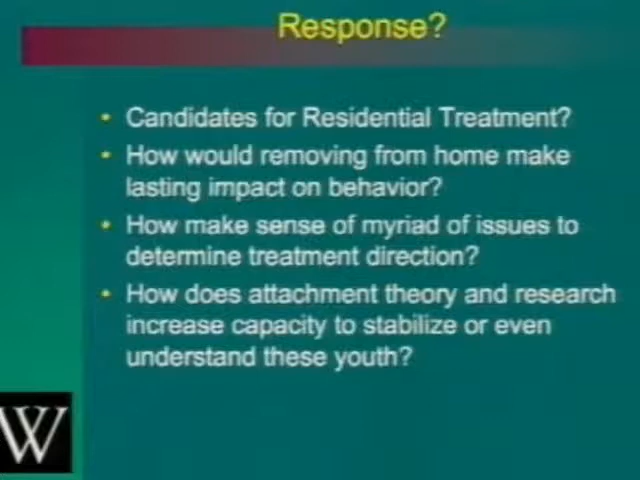 Response?
• Candidates for Residential Treatment?
• How would removing from home make
lasting impact on behavior?
• How make sense of myriad of issues to
determine treatment direction?
• How does attachment theory and research
increase capacity to stabilize or even
understand these youth?
W